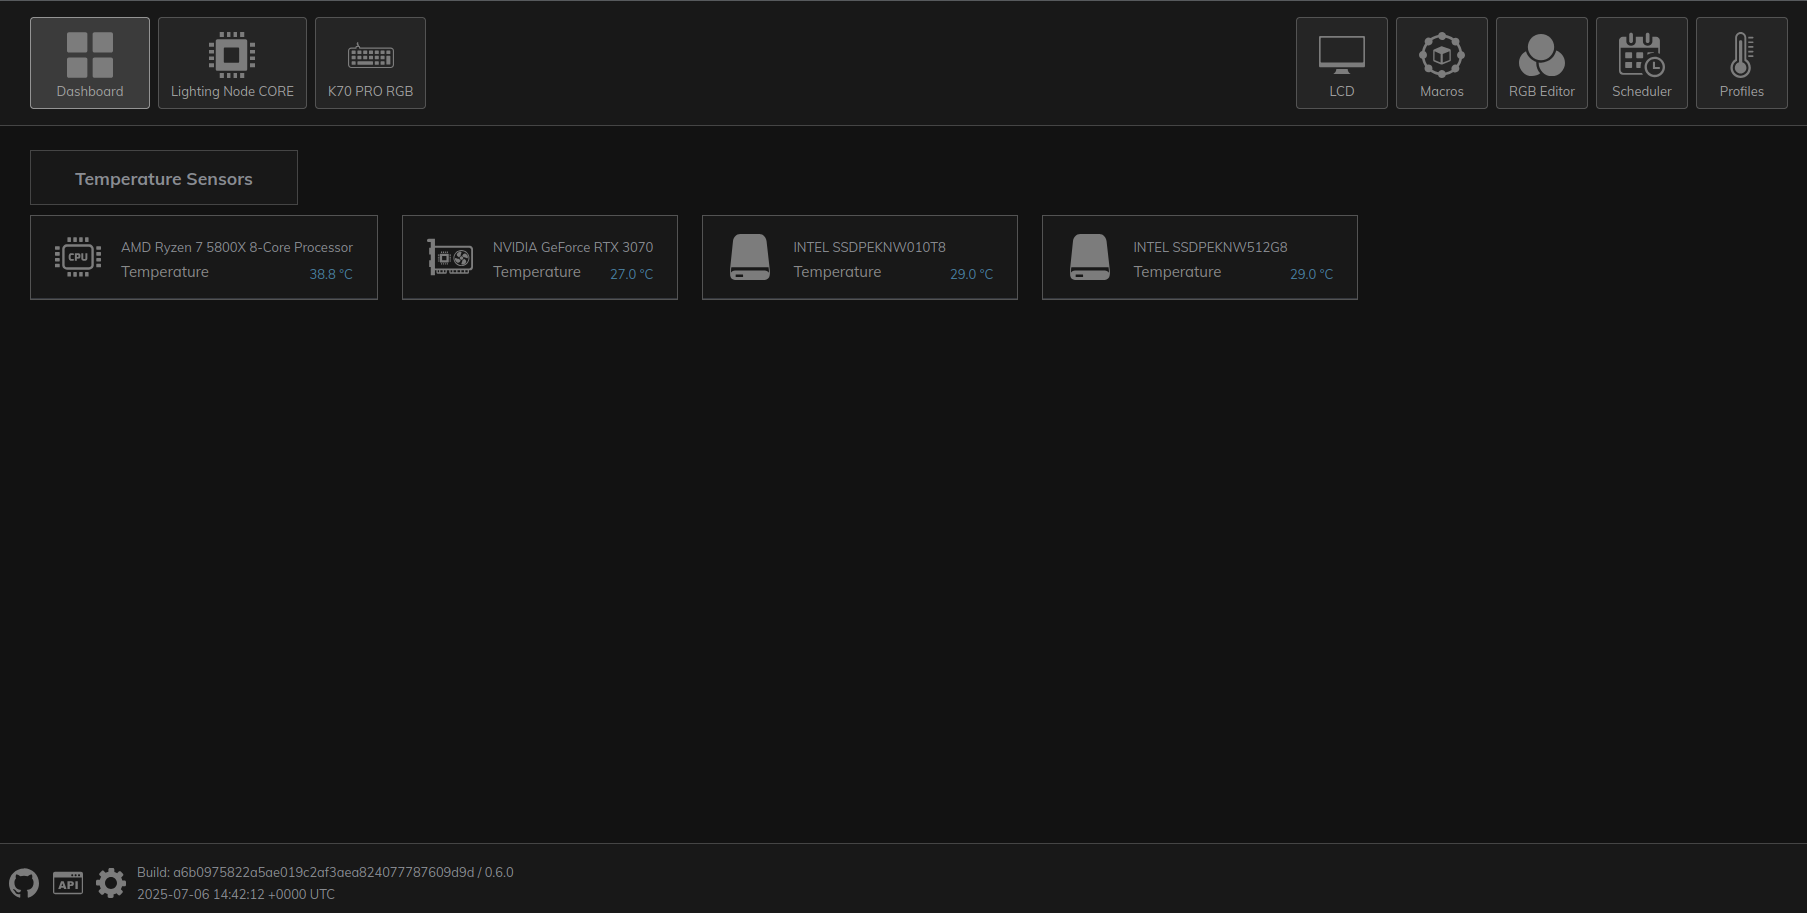 Dashboard
Lighting Node CORE
K70 PRO RGB
LCD
Macros
RGB Editor
Scheduler
Profiles
Temperature Sensors
CPU
AMD Ryzen 7 5800X 8-Core Processor
Temperature 38.8 °C
NVIDIA GeForce RTX 3070
Temperature 27.0 °C
INTEL SSDPEKNW010T8
Temperature 29.0 °C
INTEL SSDPEKNW512G8
Temperature 29.0 °C
API
Build: a6b0975822a5ae019c2af3aea824077787609d9d / 0.6.0
2025-07-06 14:42:12 +0000 UTC